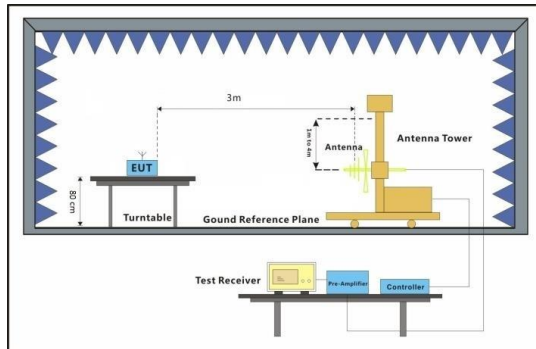 3m
1m to 4m
Antenna
Antenna Tower
EUT
80 cm
Turntable
Gound Reference Plane
Test Receiver
Pre-Amplifier
Controller